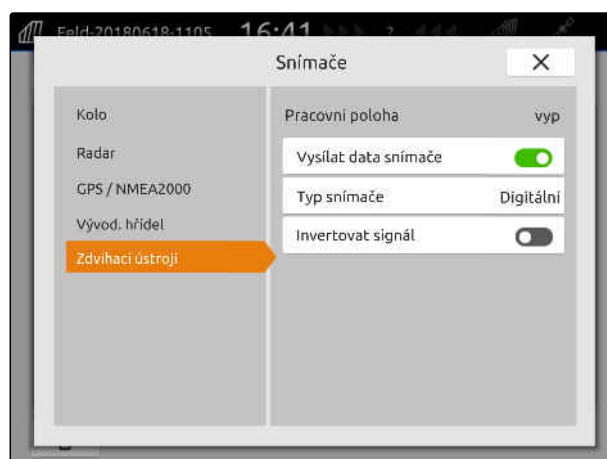 Feld-20180618-1105 16:41 ?
Snímače
Kolo
Radar
GPS / NMEA2000
Vývod. hřídel
Zdvihací ústrojí
Pracovní poloha vyp
Vysílat data snímače
Typ snímače Digitální
Invertovat signál